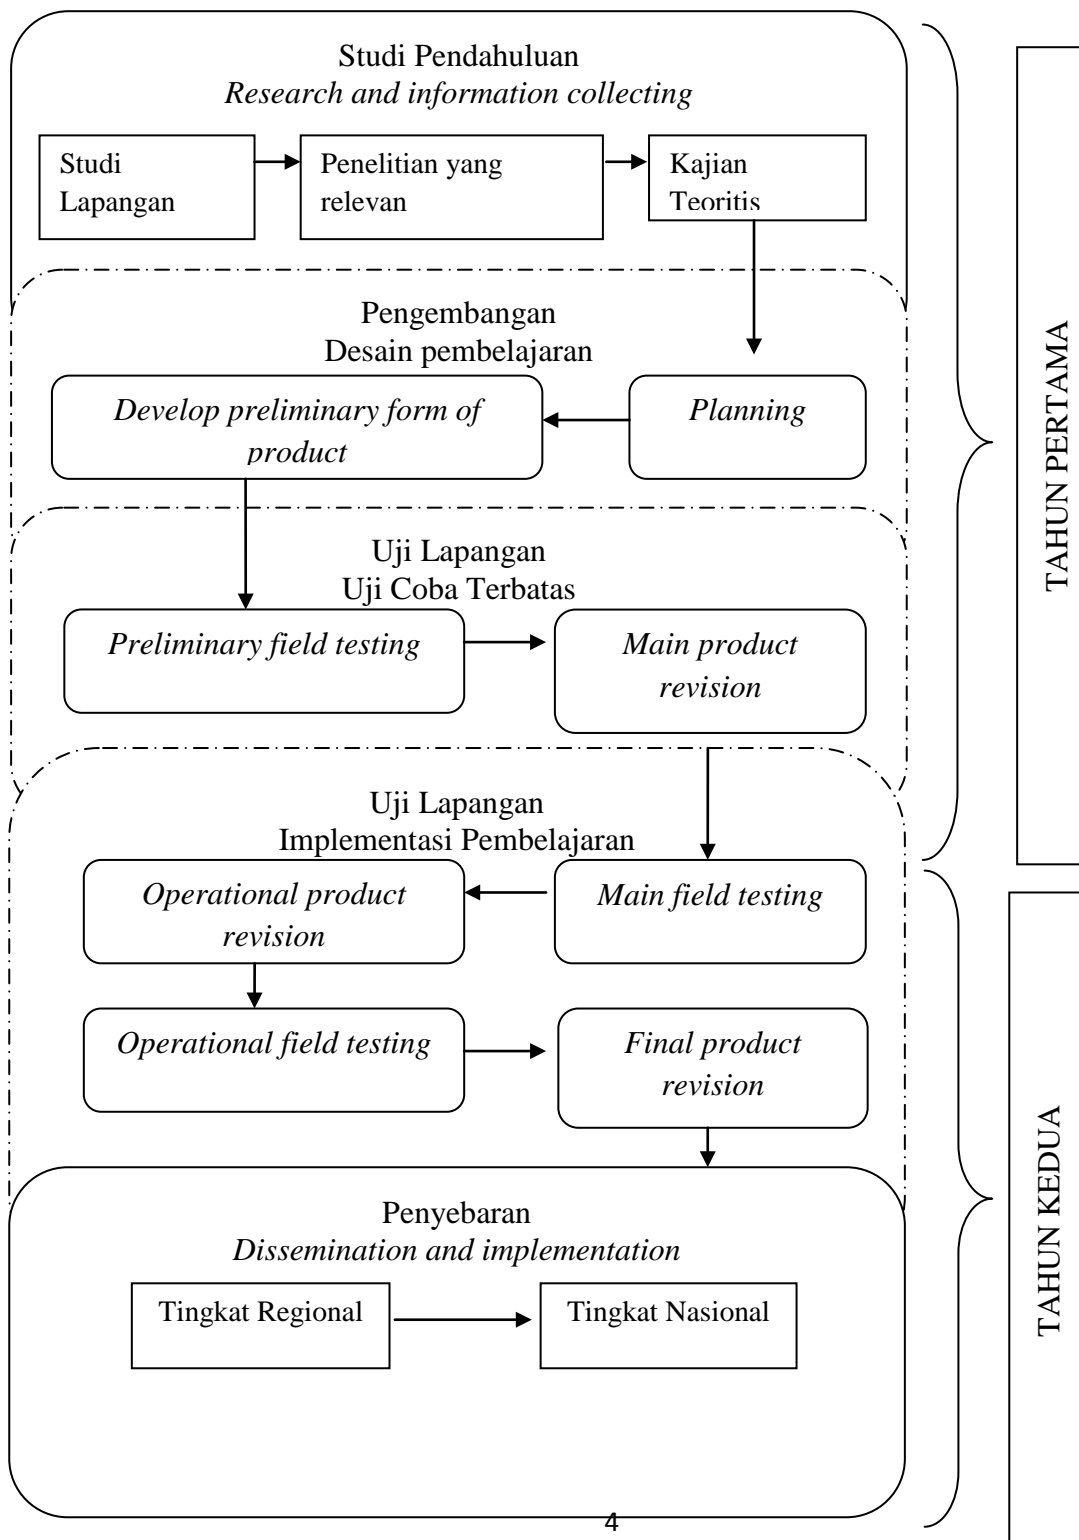 Studi Pendahuluan
Research and information collecting
Studi
Lapangan
Penelitian yang
relevan
Kajian
Teoritis
Pengembangan
Desain pembelajaran
Develop preliminary form of
product
Planning
Uji Lapangan
Uji Coba Terbatas
Preliminary field testing
Main product
revision
Uji Lapangan
Implementasi Pembelajaran
Operational product
revision
Main field testing
Operational field testing
Final product
revision
Penyebaran
Dissemination and implementation
Tingkat Regional
Tingkat Nasional
TAHUN PERTAMA
TAHUN KEDUA
4